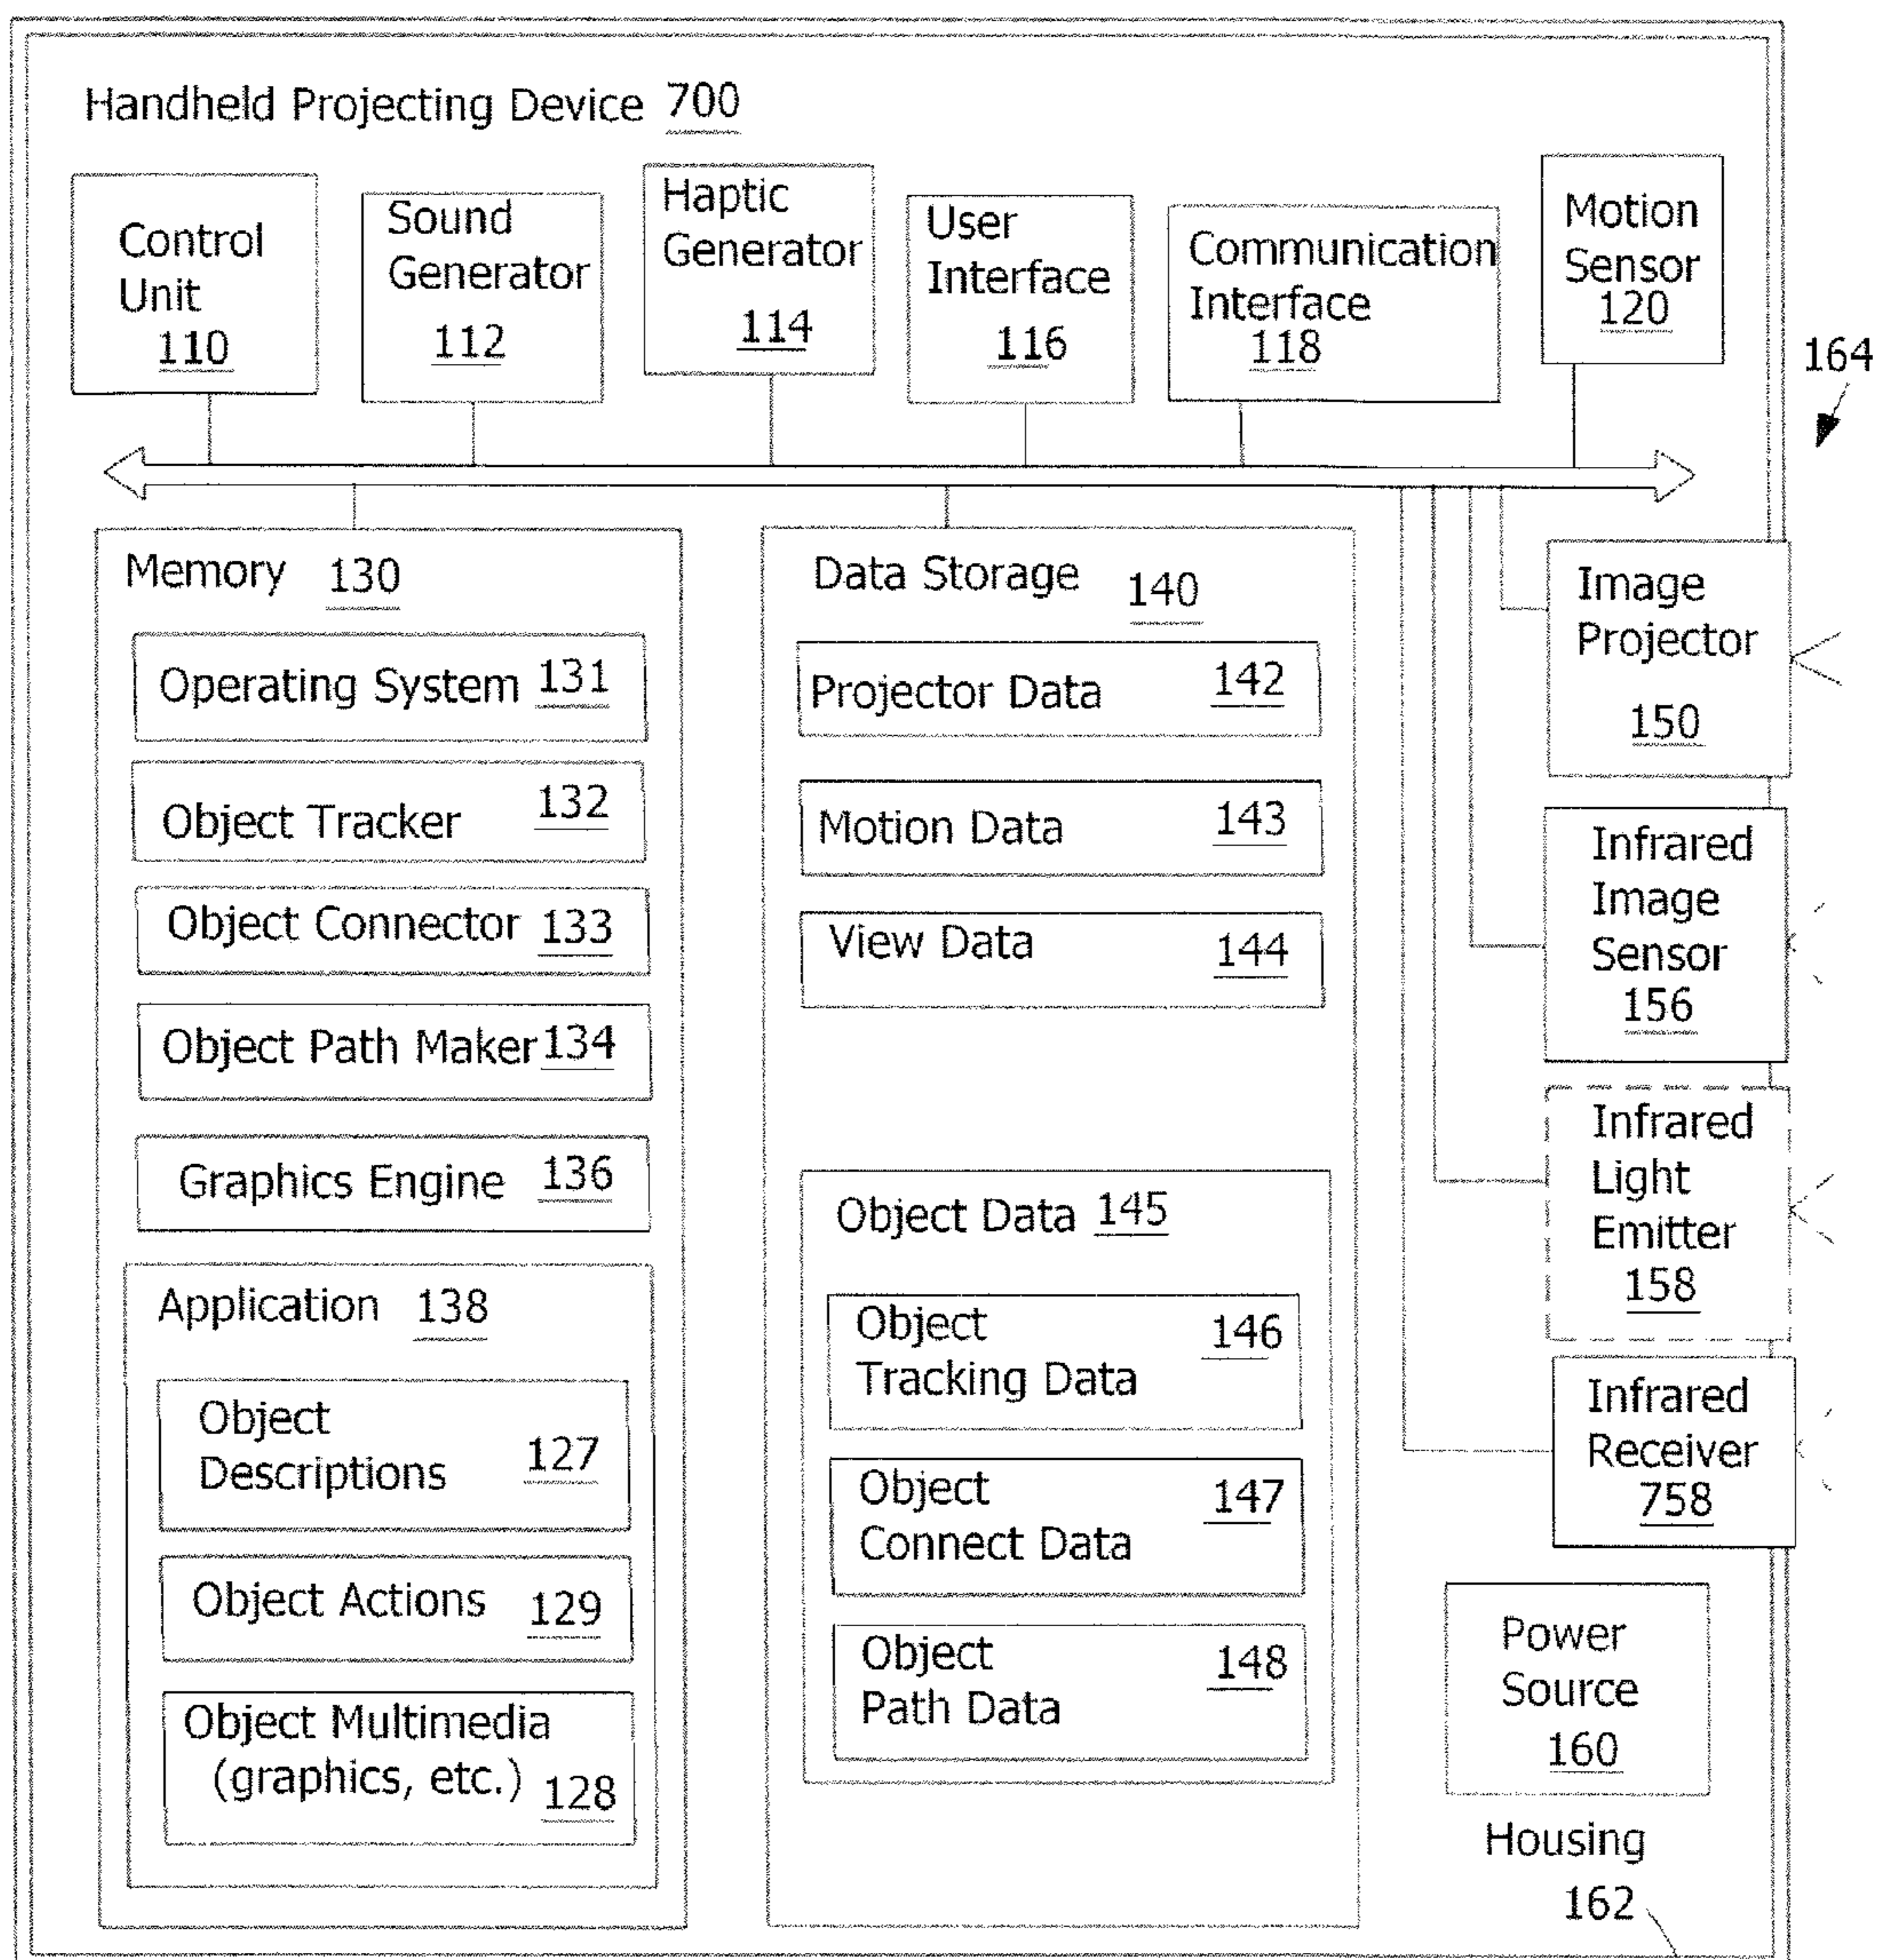 Handheld Projecting Device 700
Control
Unit
110
Sound
Generator
112
Haptic
Generator
114
User
Interface
116
Communication
Interface
118
Motion
Sensor
120
164
Memory 130
Operating System 131
Object Tracker 132
Object Connector 133
Object Path Maker 134
Graphics Engine 136
Application 138
Object
Descriptions 127
Object Actions 129
Object Multimedia
(graphics, etc.) 128
Data Storage 140
Projector Data 142
Motion Data 143
View Data 144
Object Data 145
Object
Tracking Data 146
Object
Connect Data 147
Object
Path Data 148
Image
Projector
150
Infrared
Image
Sensor
156
Infrared
Light
Emitter
158
Infrared
Receiver
758
Power
Source
160
Housing
162